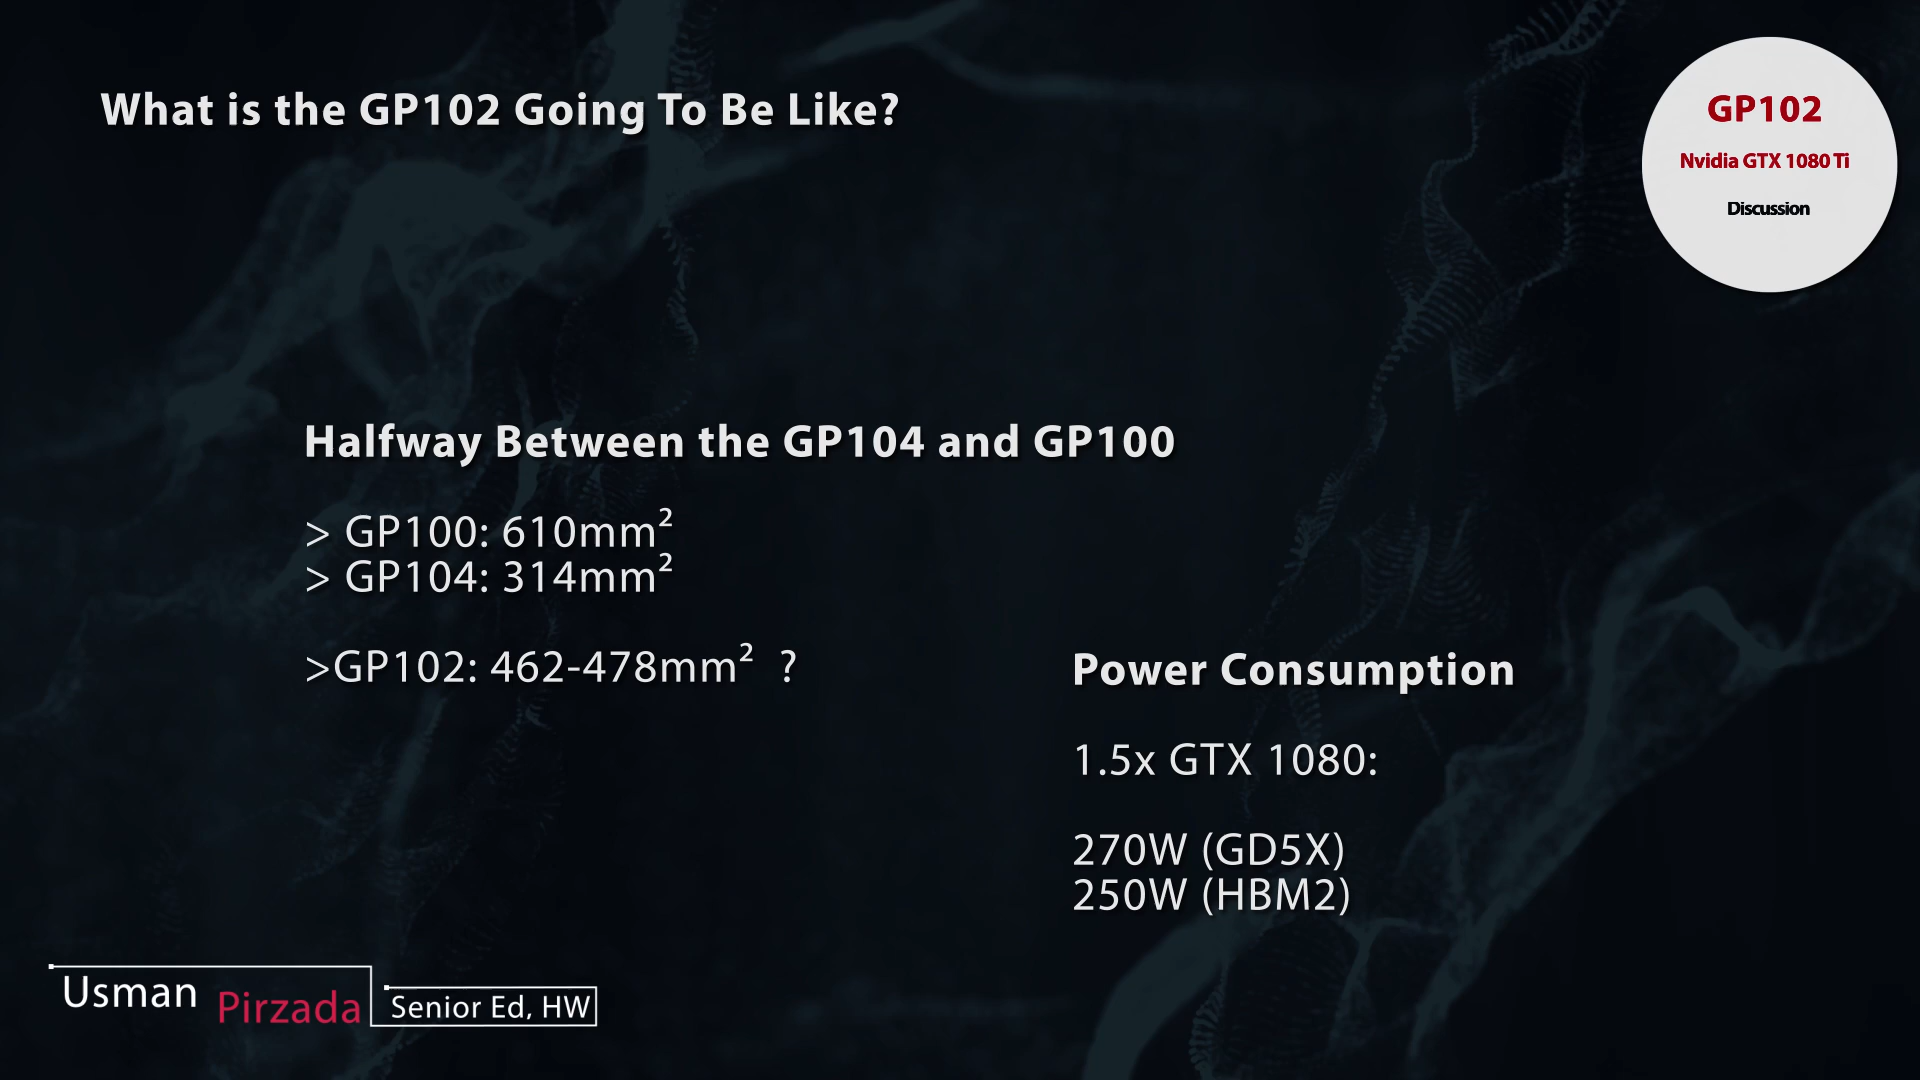 What is the GP102 Going To Be Like?
GP102
Nvidia GTX 1080 Ti
Discussion
Halfway Between the GP104 and GP100
> GP100: 610mm²
> GP104: 314mm²
>GP102: 462-478mm² ?
Power Consumption
1.5x GTX 1080:
270W (GD5X)
250W (HBM2)
Usman Pirzada
Senior Ed, HW